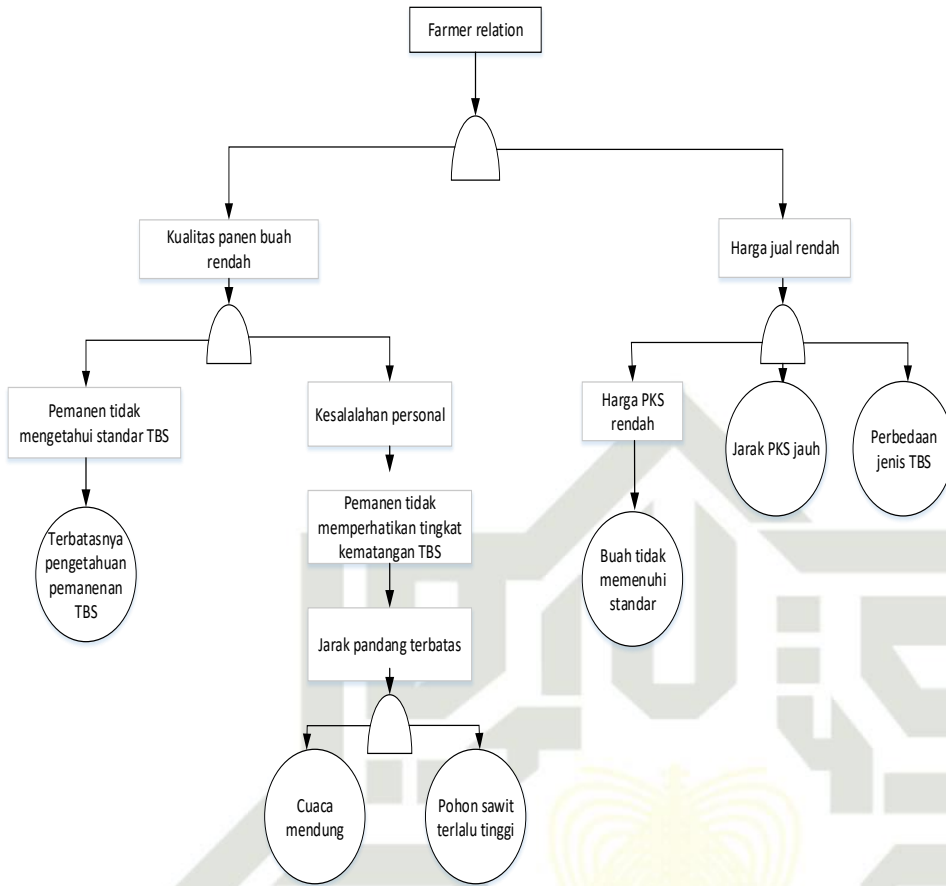 Farmer relation
Kualitas panen buah
rendah
Harga jual rendah
Pemanen tidak
mengetahui standar TBS
Kesalalahan personal
Harga PKS
rendah
Jarak PKS jauh
Perbedaan
jenis TBS
Terbatasnya
pengetahuan
pemanenan
TBS
Pemanen tidak
memperhatikan tingkat
kematangan TBS
Buah tidak
memenuhi
standar
Jarak pandang terbatas
Cuaca
mendung
Pohon sawit
terlalu tinggi